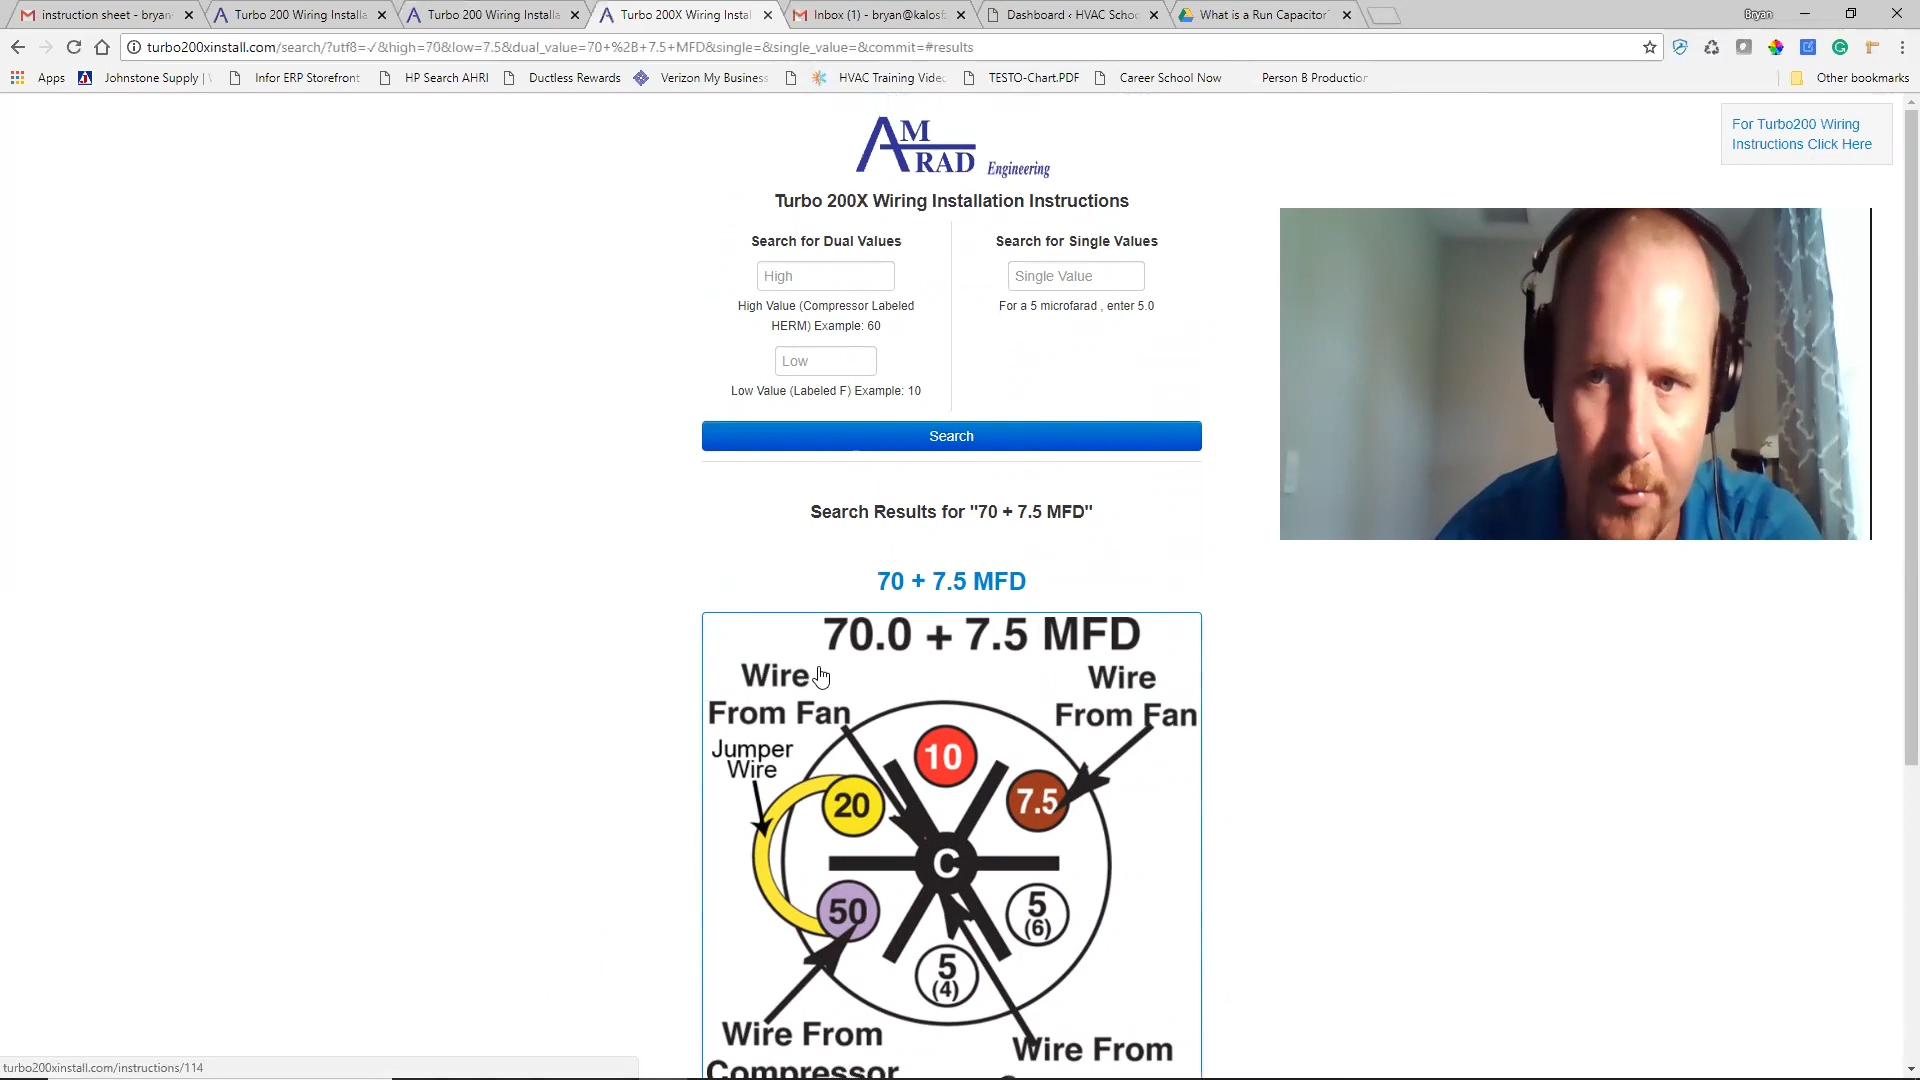 instruction sheet - bryan
Turbo 200 Wiring Installa
Turbo 200 Wiring Installa
Turbo 200X Wiring Instal
Inbox (1) - bryan@kalosf
Dashboard ‹ HVAC Schoo
What is a Run Capacitor?
Bryan
turbo200xinstall.com/search/?utf8=✓&high=70&low=7.5&dual_value=70+%2B+7.5+MFD&single=&single_value=&commit=#results
Apps
Johnstone Supply | \
Infor ERP Storefront
HP Search AHRI
Ductless Rewards
Verizon My Business
HVAC Training Video
TESTO-Chart.PDF
Career School Now
Person B Production
Other bookmarks
AM
RAD Engineering
For Turbo200 Wiring
Instructions Click Here
Turbo 200X Wiring Installation Instructions
Search for Dual Values
High
High Value (Compressor Labeled
HERM) Example: 60
Low
Low Value (Labeled F) Example: 10
Search for Single Values
Single Value
For a 5 microfarad , enter 5.0
Search
Search Results for "70 + 7.5 MFD"
70 + 7.5 MFD
70.0 + 7.5 MFD
Wire
From Fan
Wire
From Fan
Jumper
Wire
10
20
7.5
C
50
5
(6)
5
(4)
Wire From
Compressor
Wire From
turbo200xinstall.com/instructions/114